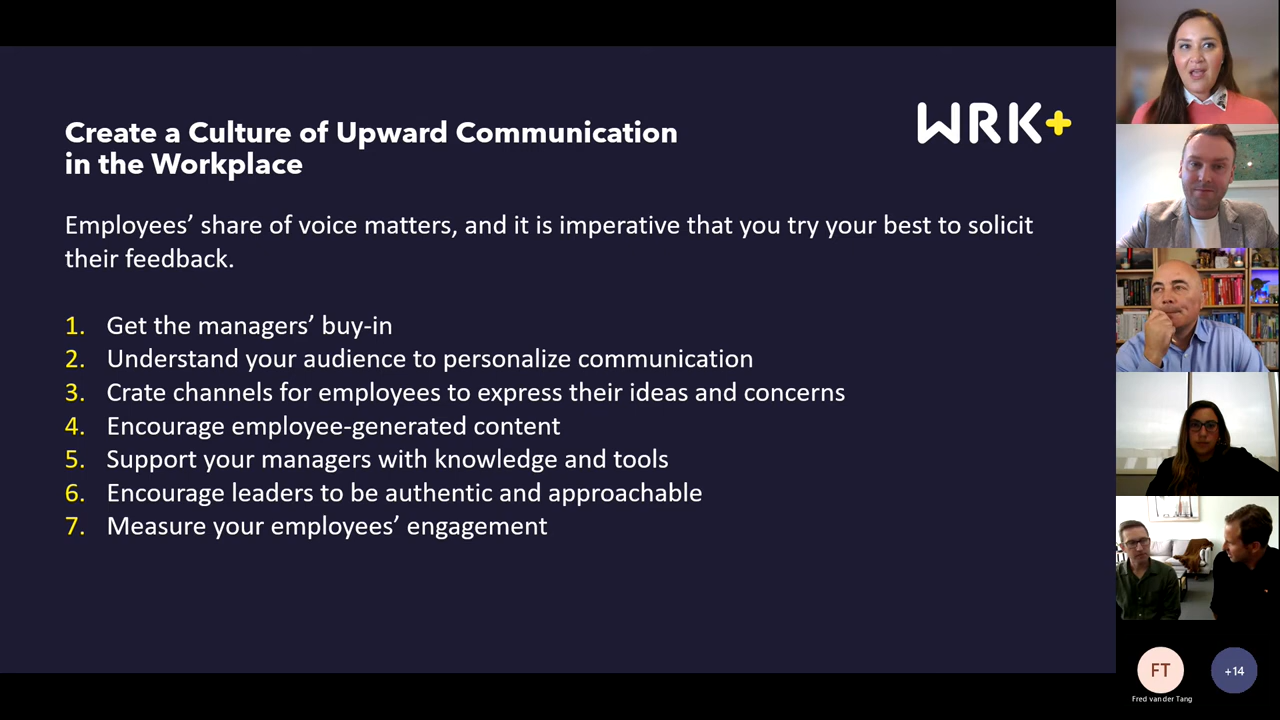 WRK+
Create a Culture of Upward Communication
in the Workplace
Employees’ share of voice matters, and it is imperative that you try your best to solicit
their feedback.
1. Get the managers’ buy-in
2. Understand your audience to personalize communication
3. Crate channels for employees to express their ideas and concerns
4. Encourage employee-generated content
5. Support your managers with knowledge and tools
6. Encourage leaders to be authentic and approachable
7. Measure your employees’ engagement
FT
Fred van der Tang
+14